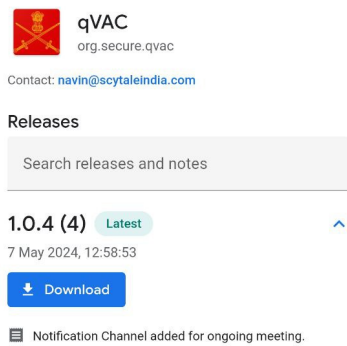 qVAC
org.secure.qvac
Contact: navin@scytaleindia.com
Releases
Search releases and notes
1.0.4 (4) Latest
7 May 2024, 12:58:53
Download
Notification Channel added for ongoing meeting.